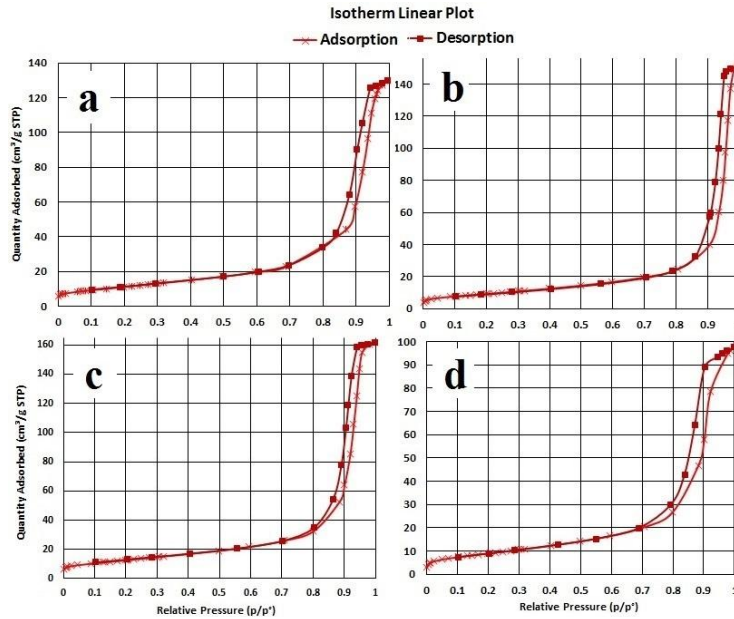 Isotherm Linear Plot
Adsorption Desorption
Quantity Adsorbed (cm³/g STP)
a
140
120
100
80
60
40
20
0
0 0.1 0.2 0.3 0.4 0.5 0.6 0.7 0.8 0.9 1
b
140
120
100
80
60
40
20
0
0 0.1 0.2 0.3 0.4 0.5 0.6 0.7 0.8 0.9
Quantity Adsorbed (cm³/g STP)
c
160
140
120
100
80
60
40
20
0
0 0.1 0.2 0.3 0.4 0.5 0.6 0.7 0.8 0.9 1
Relative Pressure (p/p°)
d
100
90
80
70
60
50
40
30
20
10
0
0 0.1 0.2 0.3 0.4 0.5 0.6 0.7 0.8 0.9 1
Relative Pressure (p/p°)